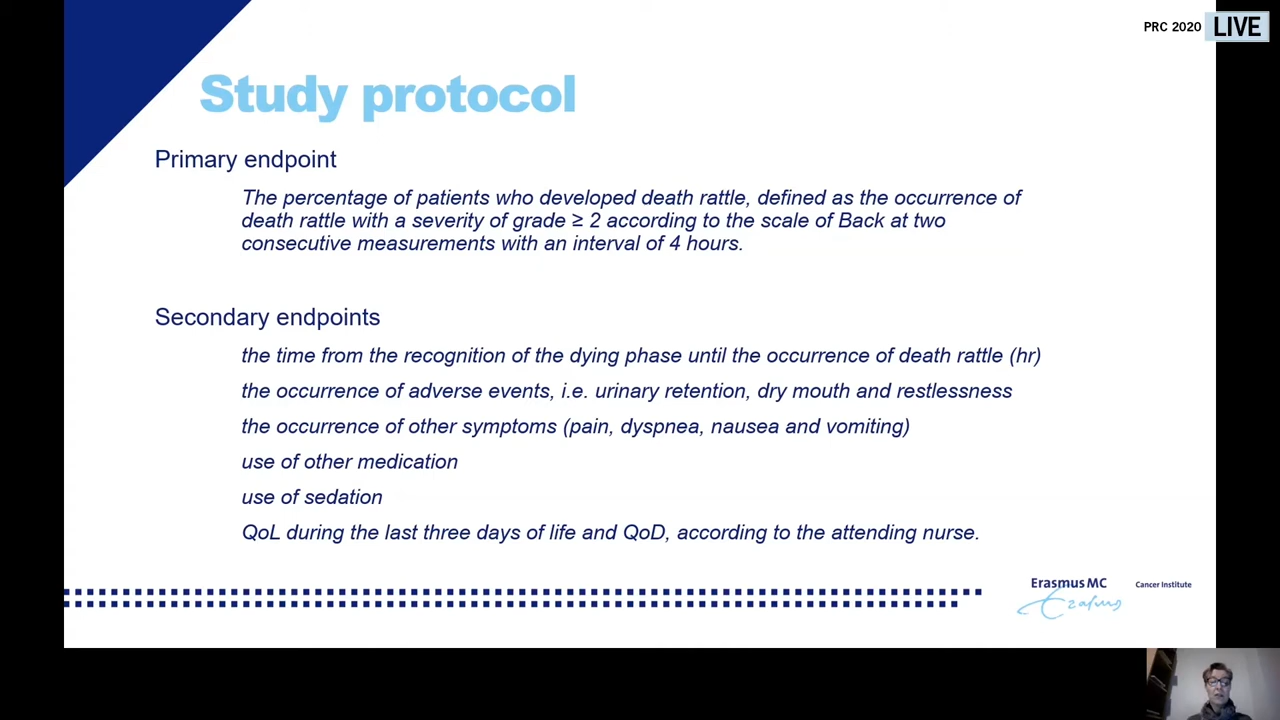 PRC 2020 LIVE
Study protocol
Primary endpoint
The percentage of patients who developed death rattle, defined as the occurrence of
death rattle with a severity of grade ≥ 2 according to the scale of Back at two
consecutive measurements with an interval of 4 hours.
Secondary endpoints
the time from the recognition of the dying phase until the occurrence of death rattle (hr)
the occurrence of adverse events, i.e. urinary retention, dry mouth and restlessness
the occurrence of other symptoms (pain, dyspnea, nausea and vomiting)
use of other medication
use of sedation
QoL during the last three days of life and QoD, according to the attending nurse.
Erasmus MC Cancer Institute
Erasmus